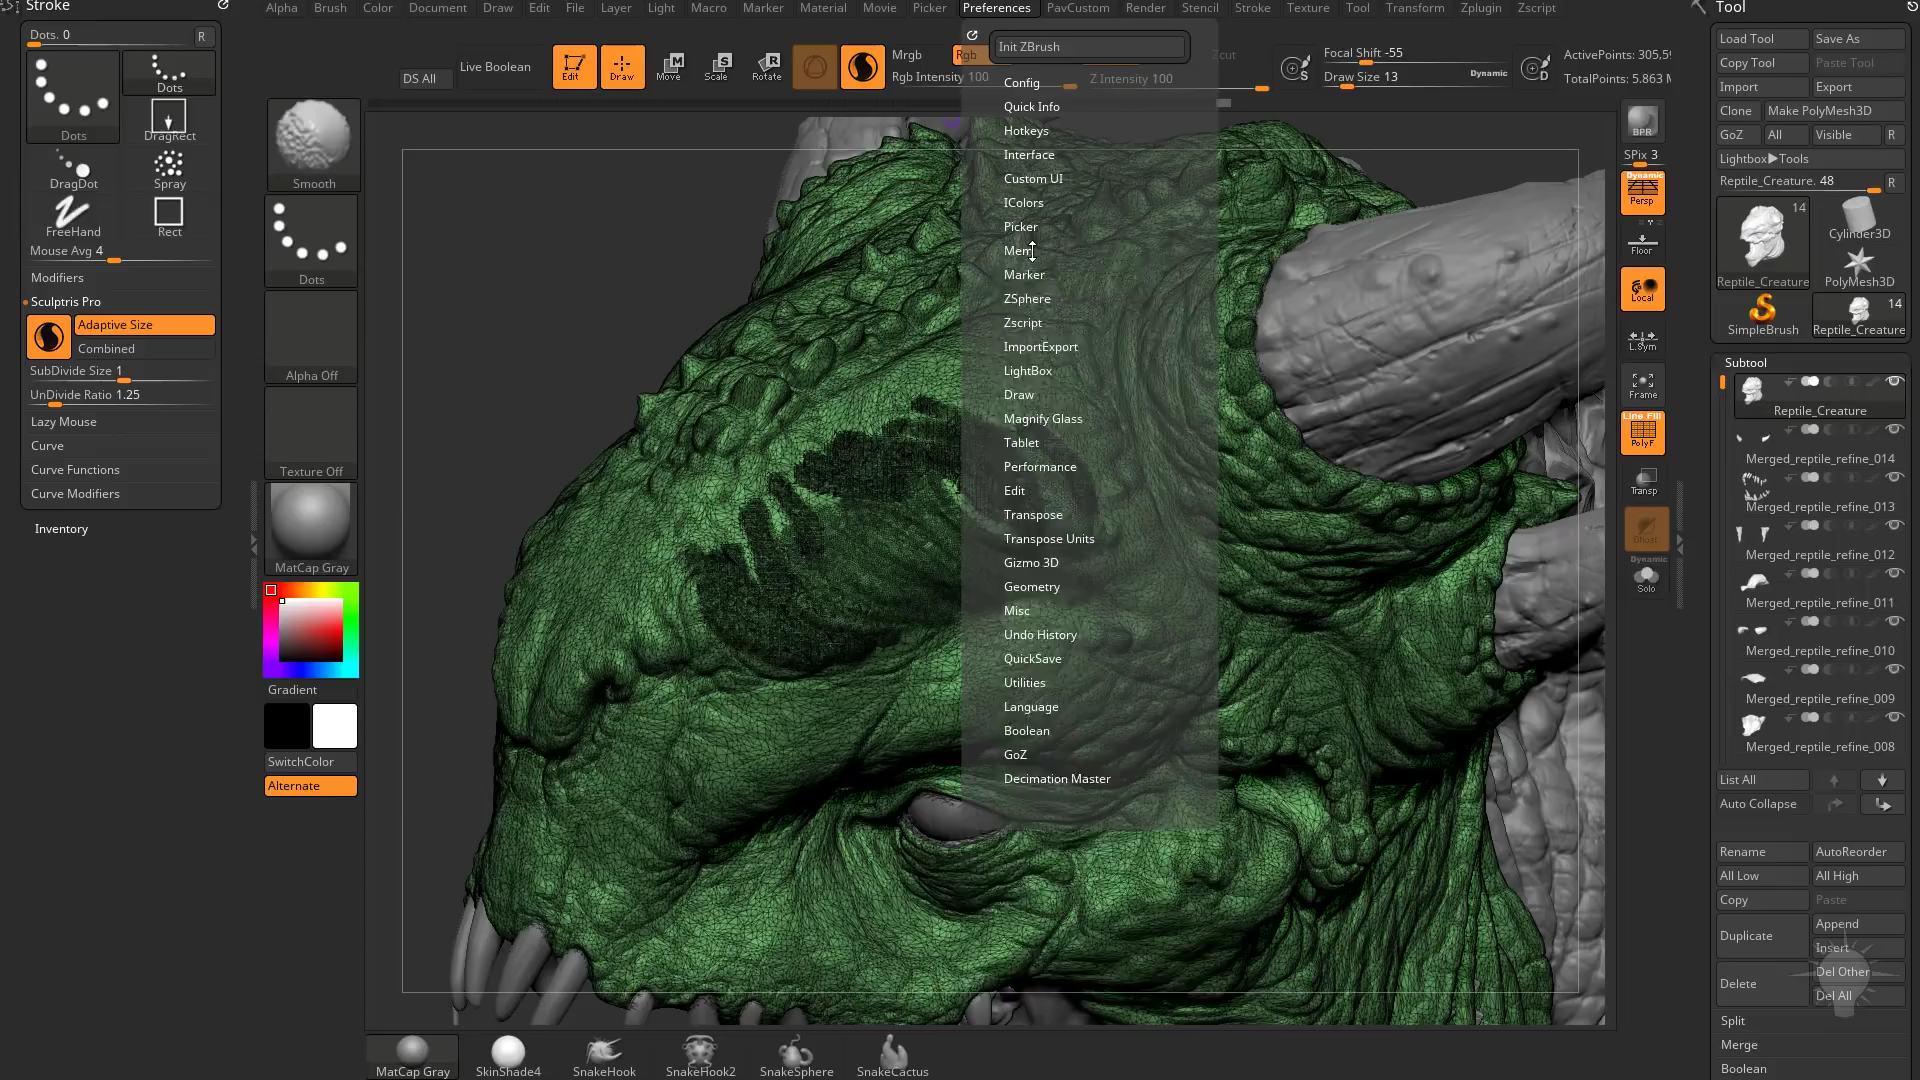 Stroke
Alpha Brush Color Document Draw Edit File Layer Light Macro Marker Material Movie Picker Preferences PavCustom Render Stencil Stroke Texture Tool Transform Zplugin Zscript
Tool
Dots. 0
R
Dots
Dots
DragRect
DragDot
Spray
FreeHand
Rect
Mouse Avg 4
Modifiers
Sculptris Pro
Adaptive Size
Combined
SubDivide Size 1
UnDivide Ratio 1.25
Lazy Mouse
Curve
Curve Functions
Curve Modifiers
Inventory
DS All
Live Boolean
Edit
Draw
Move
Scale
Rotate
Mrgb
Rgb
Rgb Intensity 100
Zcut
Z Intensity 100
Focal Shift -55
Draw Size 13
Dynamic
S
D
ActivePoints: 305,59
TotalPoints: 5.863 M
Smooth
Dots
Alpha Off
Texture Off
MatCap Gray
Gradient
SwitchColor
Alternate
Init ZBrush
Config
Quick Info
Hotkeys
Interface
Custom UI
IColors
Picker
Mem
Marker
ZSphere
Zscript
ImportExport
LightBox
Draw
Magnify Glass
Tablet
Performance
Edit
Transpose
Transpose Units
Gizmo 3D
Geometry
Misc
Undo History
QuickSave
Utilities
Language
Boolean
GoZ
Decimation Master
BPR
SPix 3
Dynamic
Persp
Floor
Local
L.Sym
Frame
Line Fill
PolyF
Transp
Ghost
Dynamic
Solo
Load Tool
Save As
Copy Tool
Paste Tool
Import
Export
Clone
Make PolyMesh3D
GoZ
All
Visible
R
Lightbox▶Tools
Reptile_Creature. 48
R
14
Reptile_Creature
Cylinder3D
PolyMesh3D
SimpleBrush
14
Reptile_Creature
Subtool
Reptile_Creature
Merged_reptile_refine_014
Merged_reptile_refine_013
Merged_reptile_refine_012
Merged_reptile_refine_011
Merged_reptile_refine_010
Merged_reptile_refine_009
Merged_reptile_refine_008
List All
Auto Collapse
Rename
AutoReorder
All Low
All High
Copy
Paste
Duplicate
Append
Insert
Delete
Del Other
Del All
Split
Merge
Boolean
MatCap Gray
SkinShade4
SnakeHook
SnakeHook2
SnakeSphere
SnakeCactus